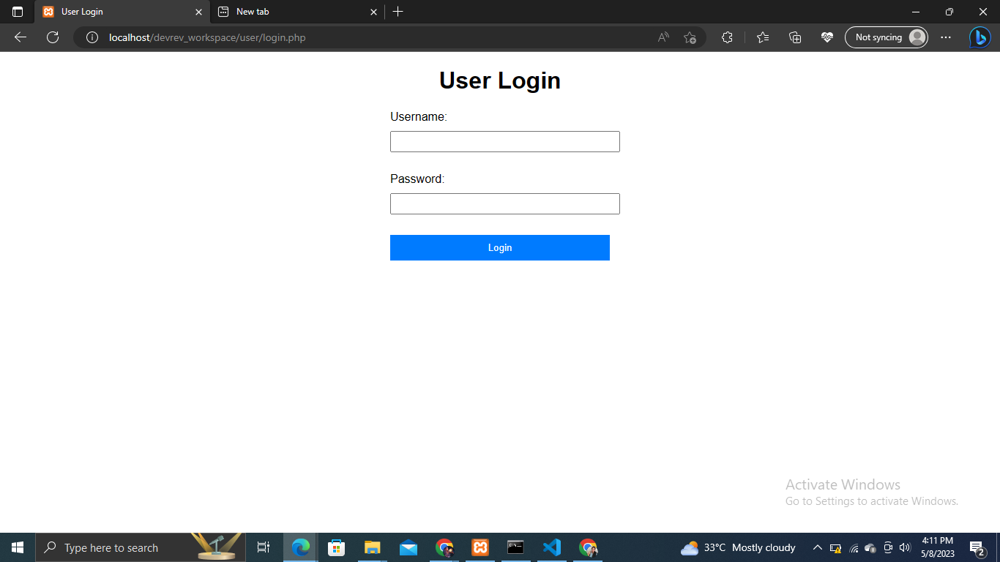 User Login
New tab
localhost/devrev_workspace/user/login.php
Not syncing
User Login
Username:
Password:
Login
Activate Windows
Go to Settings to activate Windows.
Type here to search
33°C Mostly cloudy
4:11 PM
5/8/2023
2